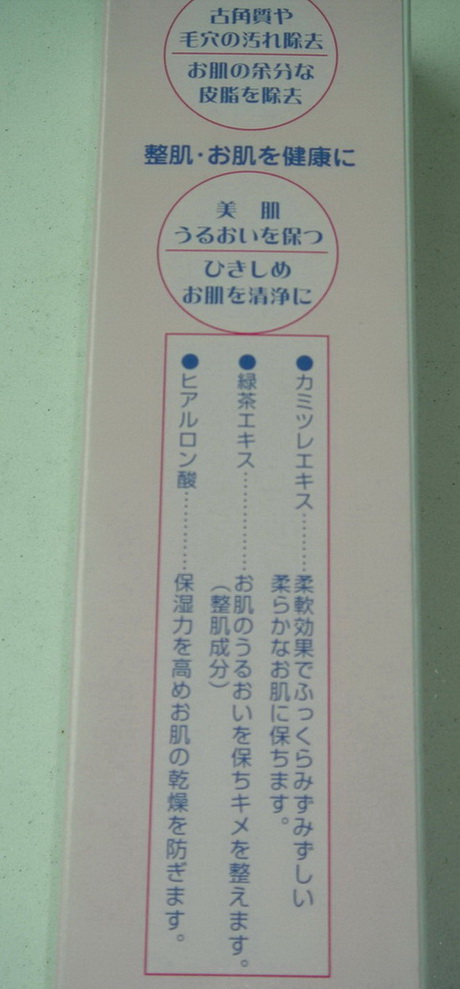 古角質や
毛穴の汚れ除去
お肌の余分な
皮脂を除去
整肌・お肌を健康に
美 肌
うるおいを保つ
ひきしめ
お肌を清浄に
●カミツレエキス…………柔軟効果でふっくらみずみずしい
柔らかなお肌に保ちます。
●緑茶エキス………………お肌のうるおいを保ちキメを整えます。
（整肌成分）
●ヒアルロン酸……………保湿力を高めお肌の乾燥を防ぎます。